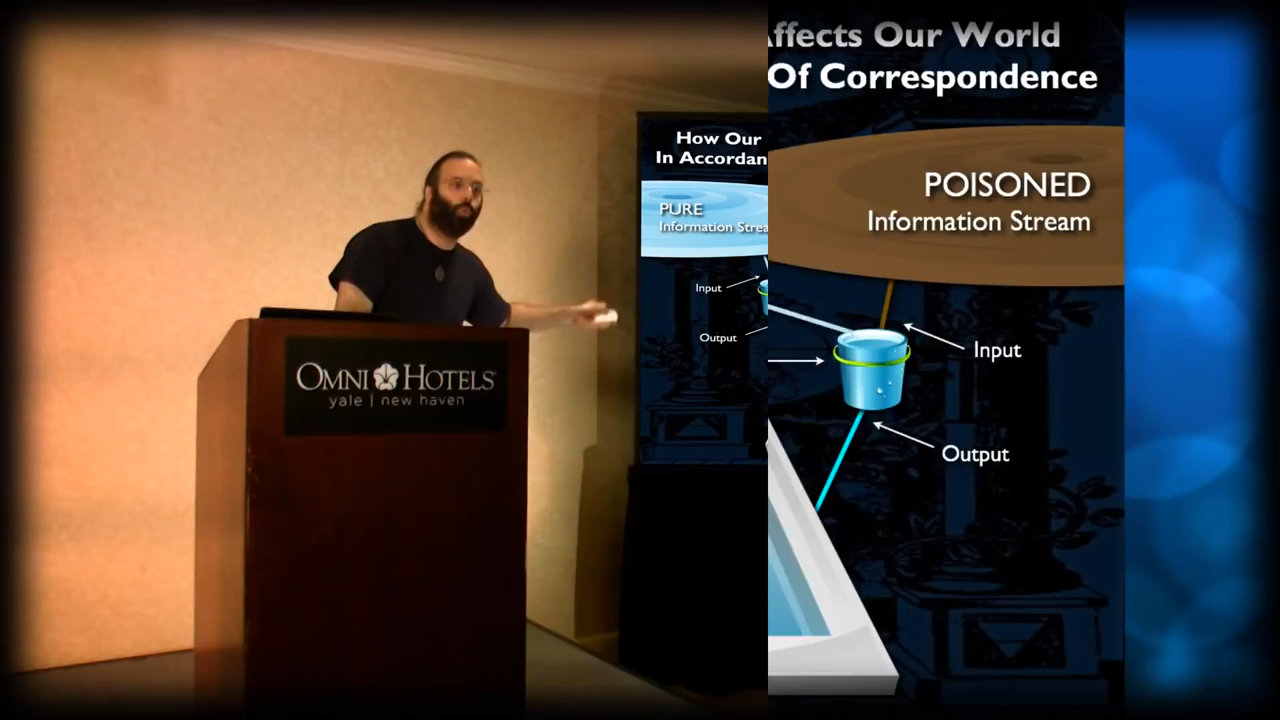 OMNI HOTELS
yale | new haven
How Our
In Accordan
PURE
Information Strea
Input
Output
Affects Our World
Of Correspondence
POISONED
Information Stream
Input
Output